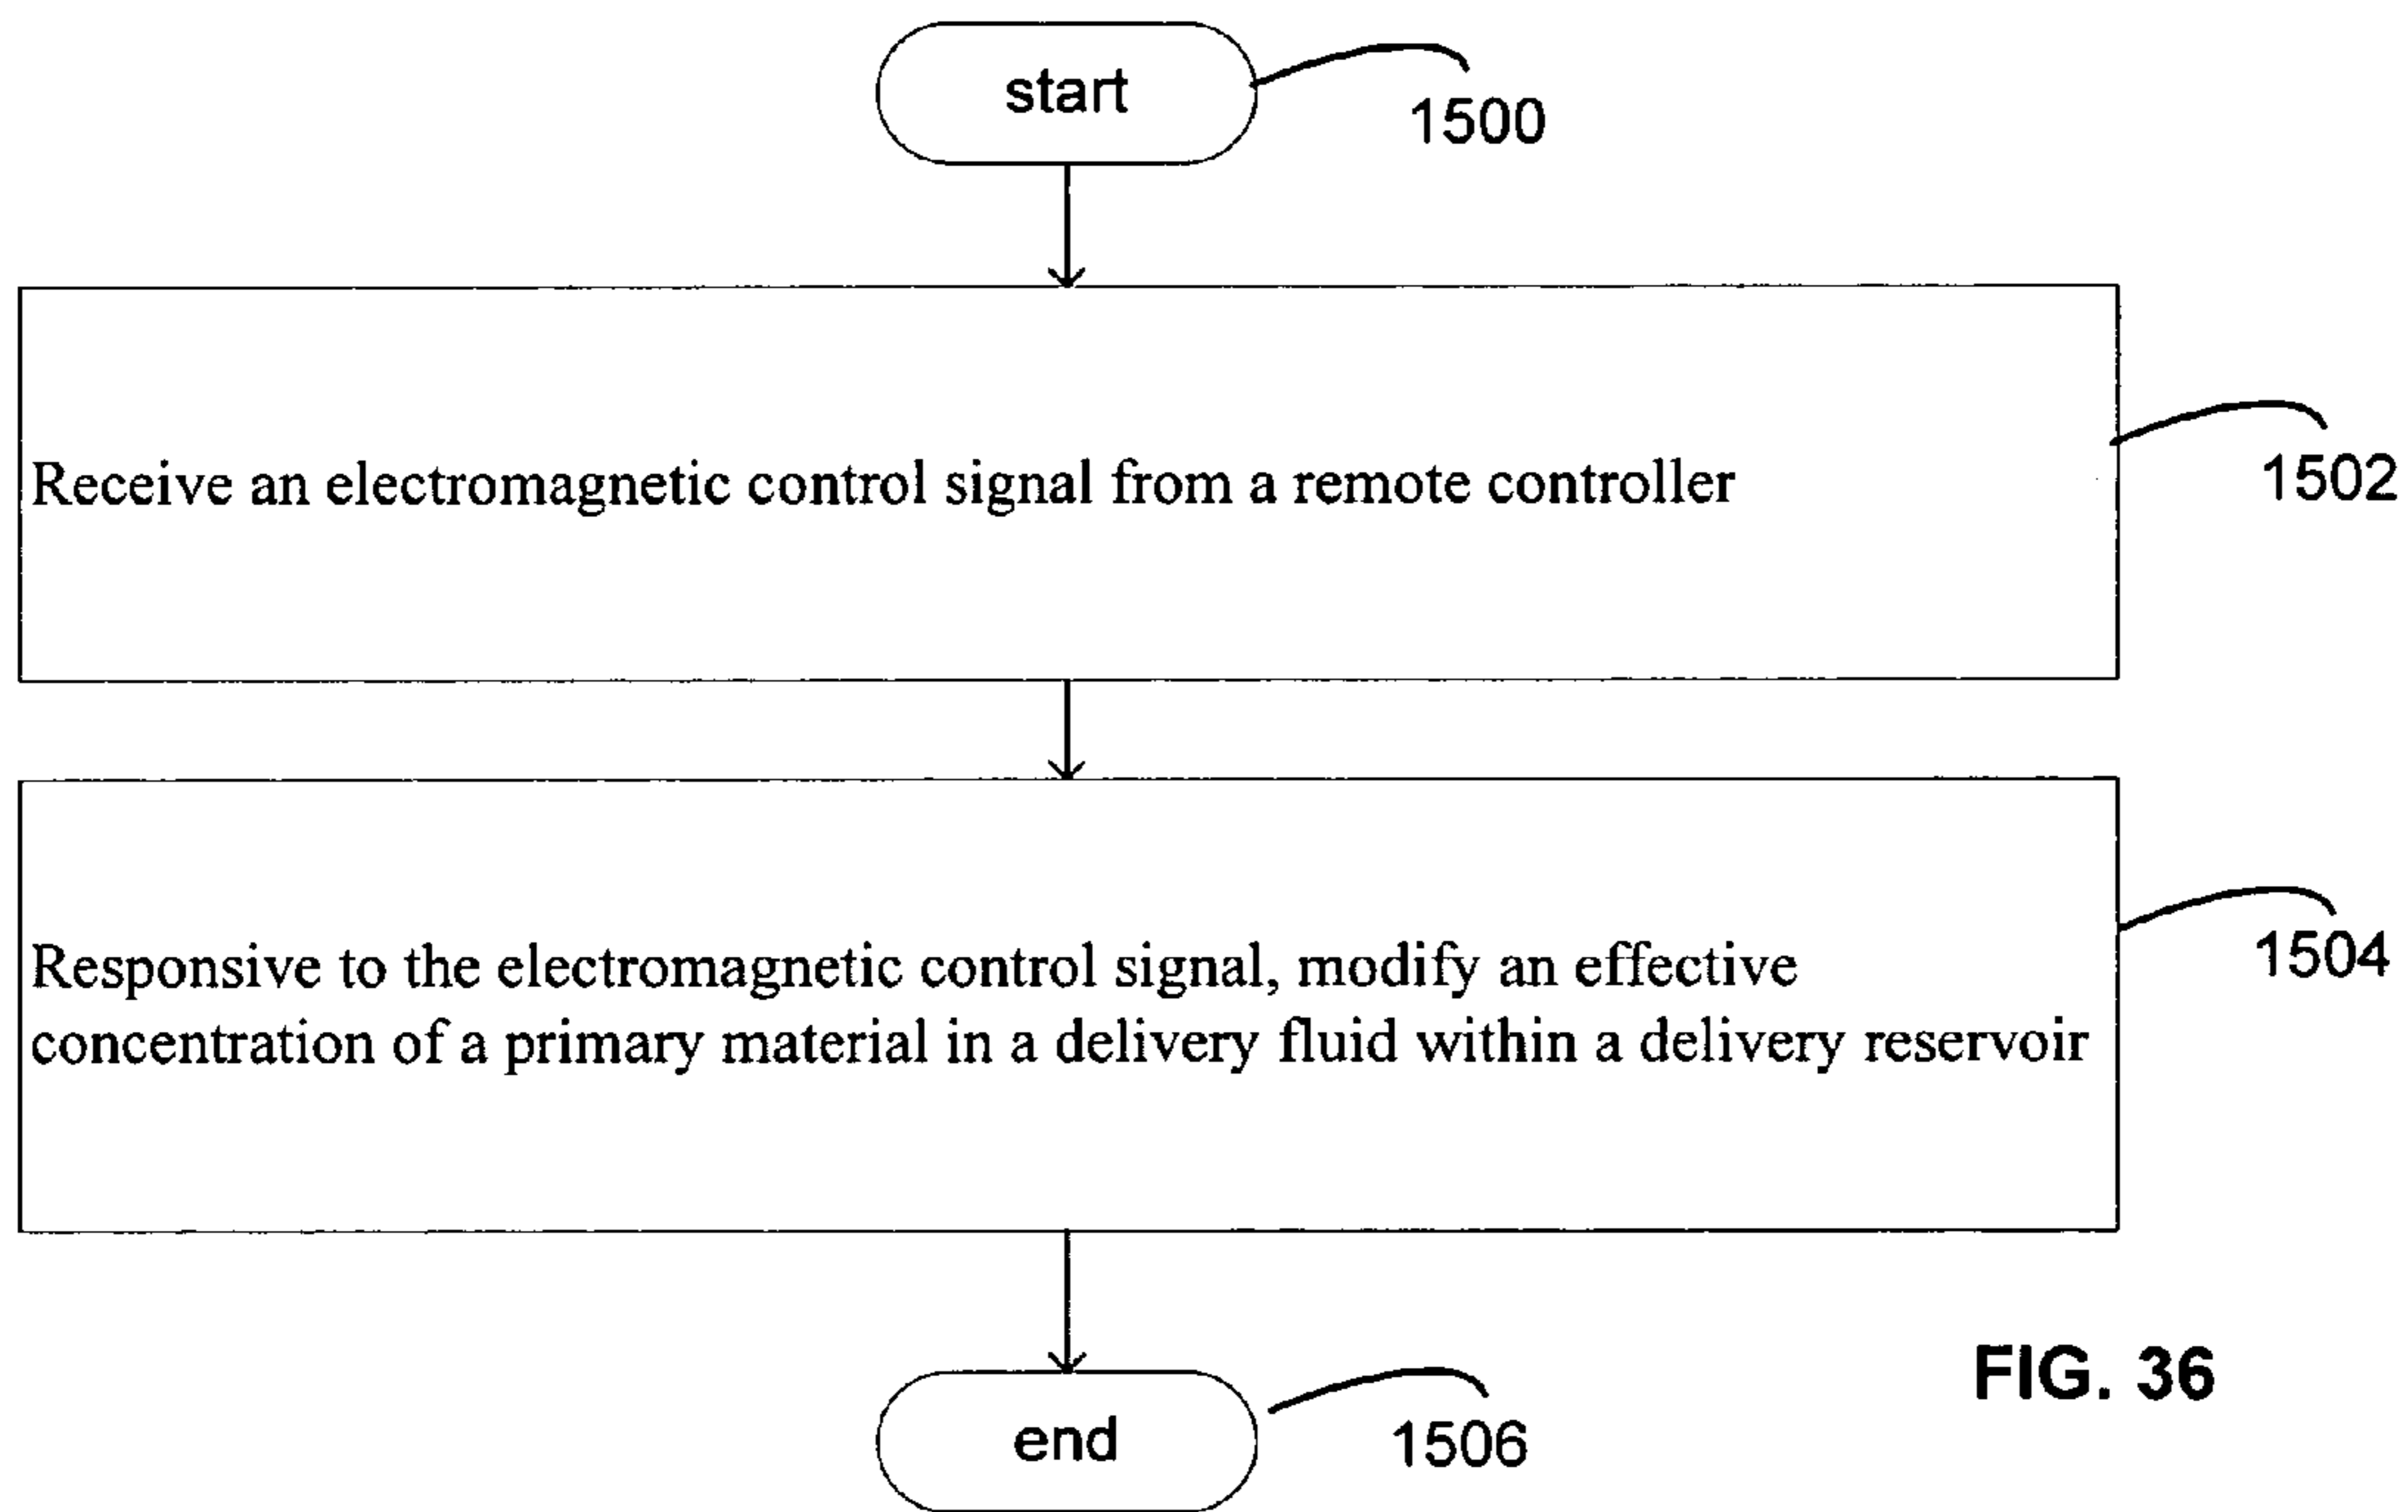 start
1500
Receive an electromagnetic control signal from a remote controller
1502
Responsive to the electromagnetic control signal, modify an effective
concentration of a primary material in a delivery fluid within a delivery reservoir
1504
end
1506
FIG. 36